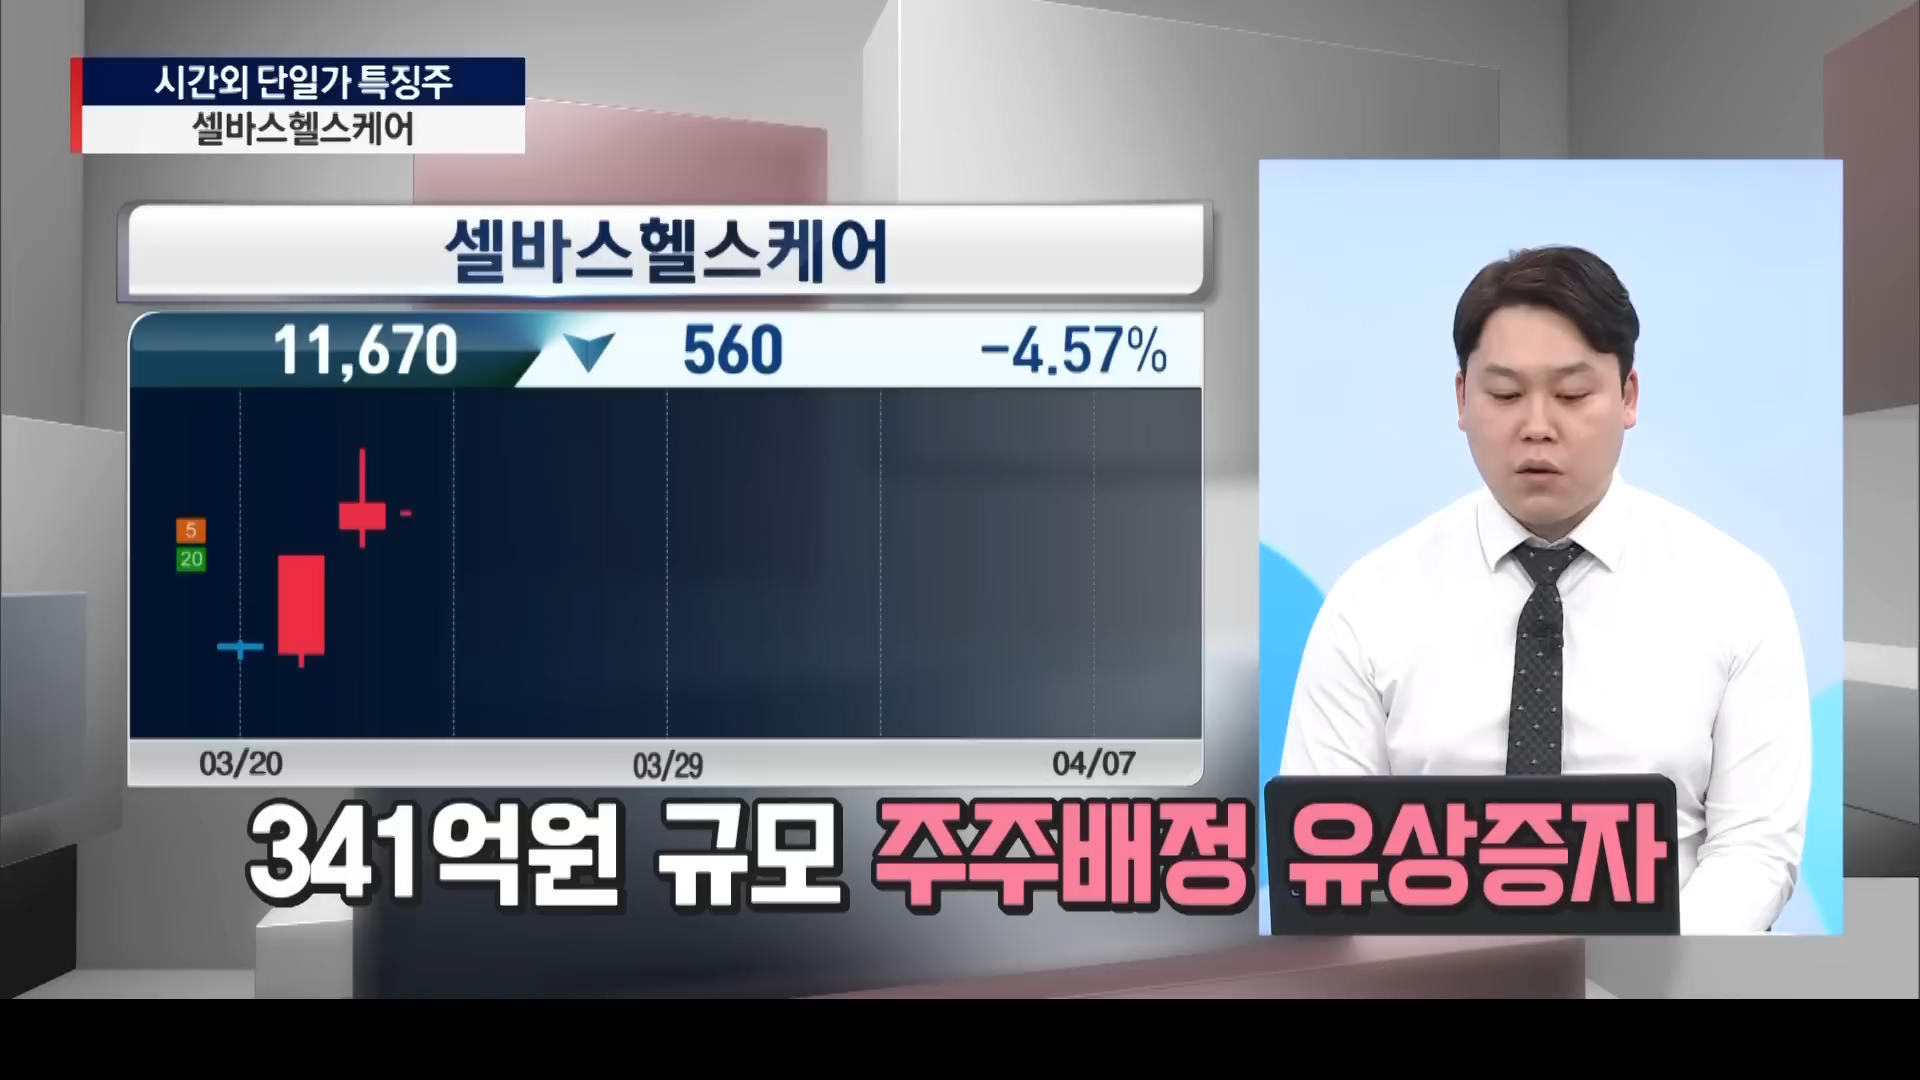 시간외 단일가 특징주
셀바스헬스케어
셀바스헬스케어
11,670 560 -4.57%
5
20
03/20 03/29 04/07
341억원 규모 주주배정 유상증자